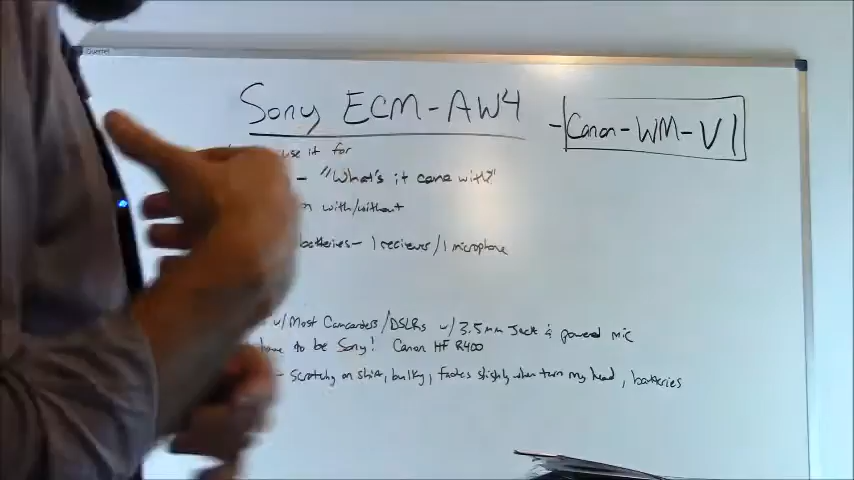 Sony ECM-AW4
-Canon-WM-V1
use it for
- "What's it come with?"
with/without
batteries- 1 reciever/1 microphone
w/Most Camcorders/DSLRs w/3.5mm Jack & powered mic
have to be Sony! Canon HF R400
- Scratchy on shirt, bulky, fades slightly when turn my head, batteries